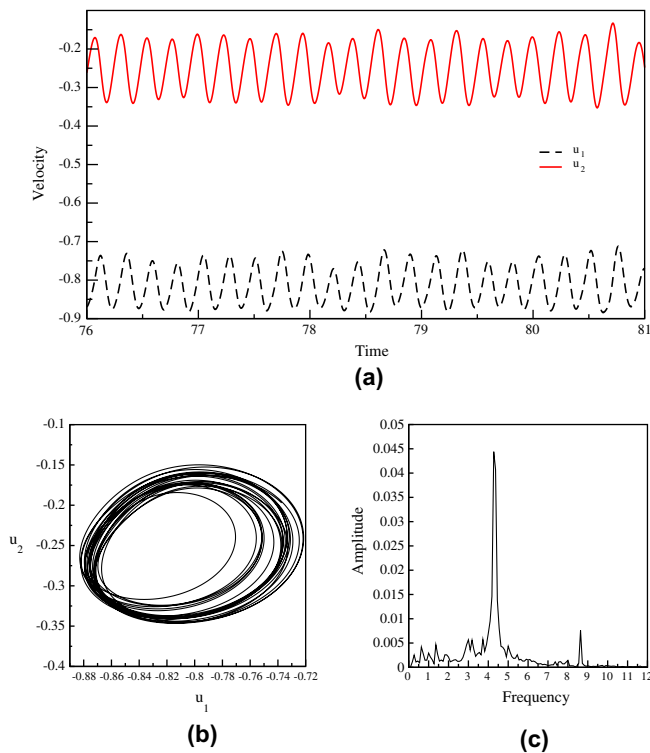 -0.2
-0.3
-0.4
-0.5
-0.6
-0.7
-0.8
-0.9
Velocity
u1
u2
76 77 78 79 80 81
Time
(a)
-0.1
-0.15
-0.2
-0.25
-0.3
-0.35
-0.4
u2
-0.88 -0.86 -0.84 -0.82 -0.8 -0.78 -0.76 -0.74 -0.72
u1
(b)
0.05
0.045
0.04
0.035
0.03
0.025
0.02
0.015
0.01
0.005
0
Amplitude
0 1 2 3 4 5 6 7 8 9 10 11 12
Frequency
(c)